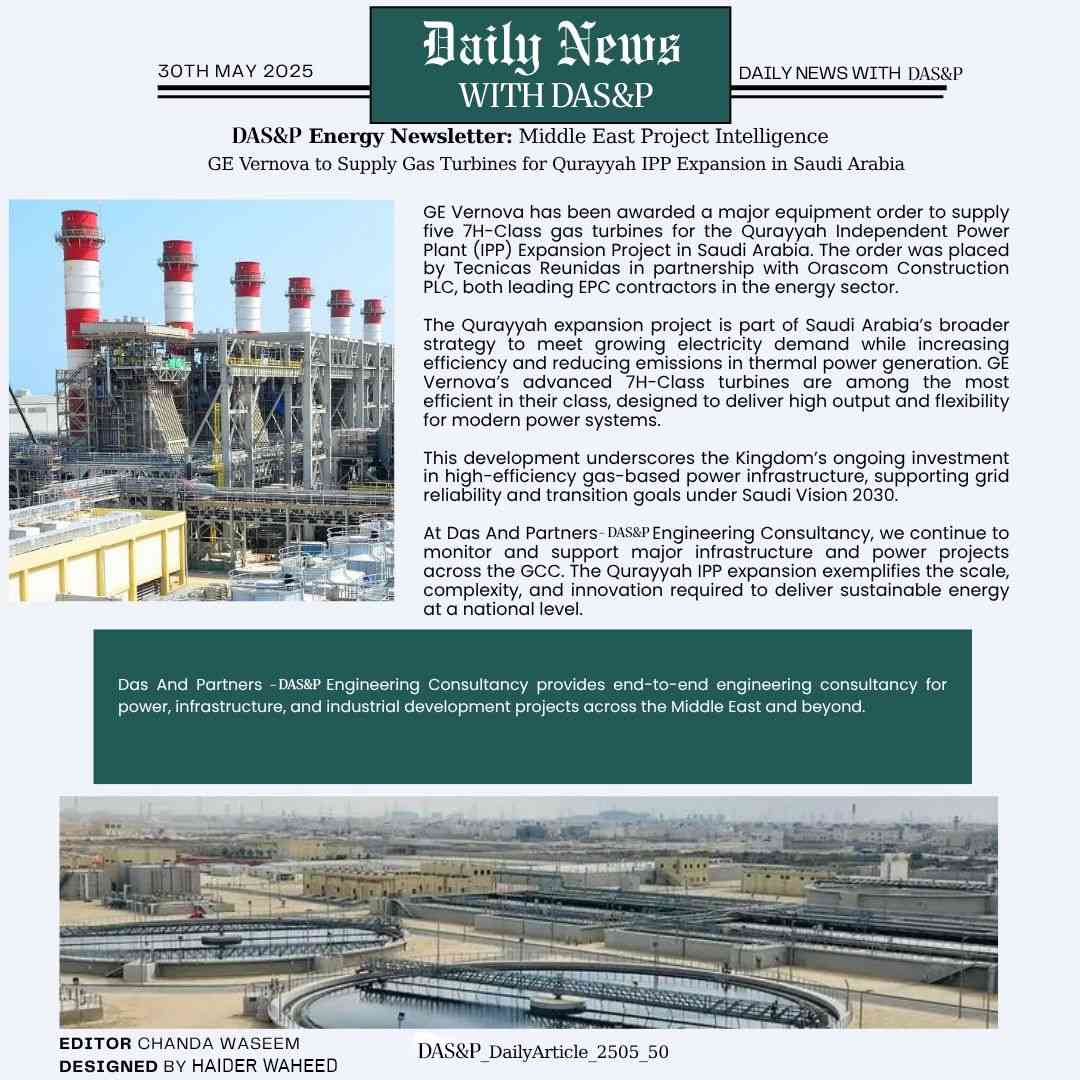 Daily News
WITH DAS&P
30TH MAY 2025
DAILY NEWS WITH DAS&P
DAS&P Energy Newsletter: Middle East Project Intelligence
GE Vernova to Supply Gas Turbines for Qurayyah IPP Expansion in Saudi Arabia
GE Vernova has been awarded a major equipment order to supply
five 7H-Class gas turbines for the Qurayyah Independent Power
Plant (IPP) Expansion Project in Saudi Arabia. The order was placed
by Tecnicas Reunidas in partnership with Orascom Construction
PLC, both leading EPC contractors in the energy sector.
The Qurayyah expansion project is part of Saudi Arabia's broader
strategy to meet growing electricity demand while increasing
efficiency and reducing emissions in thermal power generation. GE
Vernova's advanced 7H-Class turbines are among the most
efficient in their class, designed to deliver high output and flexibility
for modern power systems.
This development underscores the Kingdom's ongoing investment
in high-efficiency gas-based power infrastructure, supporting grid
reliability and transition goals under Saudi Vision 2030.
At Das And Partners- DAS&P Engineering Consultancy, we continue to
monitor and support major infrastructure and power projects
across the GCC. The Qurayyah IPP expansion exemplifies the scale,
complexity, and innovation required to deliver sustainable energy
at a national level.
Das And Partners -DAS&P Engineering Consultancy provides end-to-end engineering consultancy for
power, infrastructure, and industrial development projects across the Middle East and beyond.
EDITOR CHANDA WASEEM
DESIGNED BY HAIDER WAHEED
DAS&P_DailyArticle_2505_50